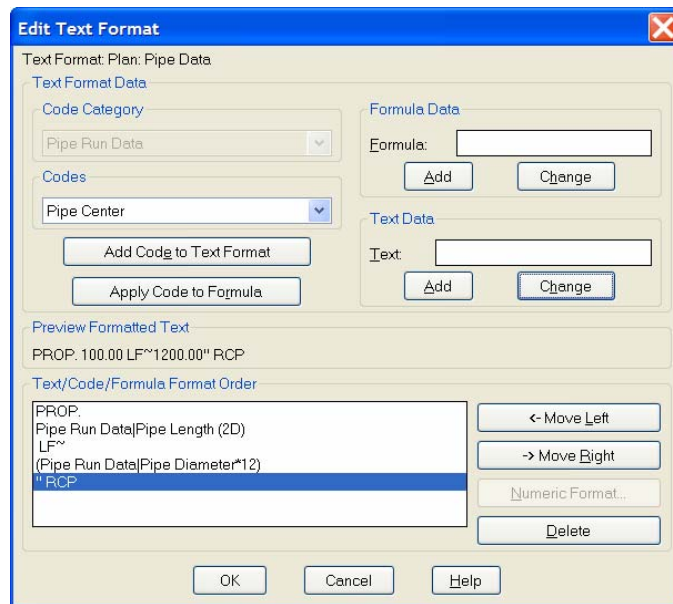 Edit Text Format
Text Format: Plan: Pipe Data
Text Format Data
Code Category
Pipe Run Data
Codes
Pipe Center
Add Code to Text Format
Apply Code to Formula
Formula Data
Formula:
Add
Change
Text Data
Text:
Add
Change
Preview Formatted Text
PROP. 100.00 LF~1200.00" RCP
Text/Code/Formula Format Order
PROP.
Pipe Run Data|Pipe Length (2D)
LF~
(Pipe Run Data|Pipe Diameter*12)
" RCP
<- Move Left
-> Move Right
Numeric Format...
Delete
OK
Cancel
Help